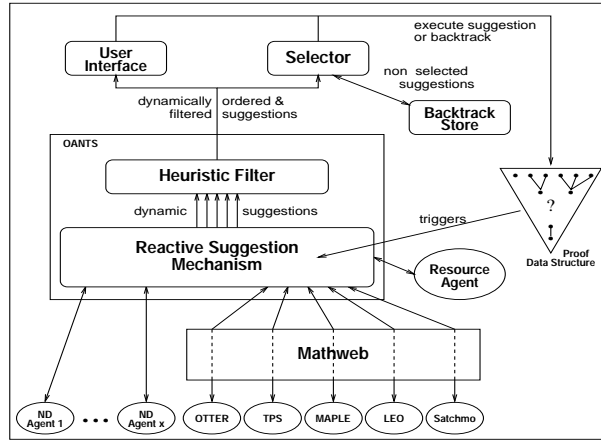 execute suggestion
or backtrack
User
Interface
Selector
non selected
suggestions
dynamically
filtered
ordered &
suggestions
Backtrack
Store
OANTS
Heuristic Filter
dynamic
suggestions
triggers
?
Proof
Data Structure
Reactive Suggestion
Mechanism
Resource
Agent
Mathweb
ND
Agent 1
• • •
ND
Agent x
OTTER
TPS
MAPLE
LEO
Satchmo